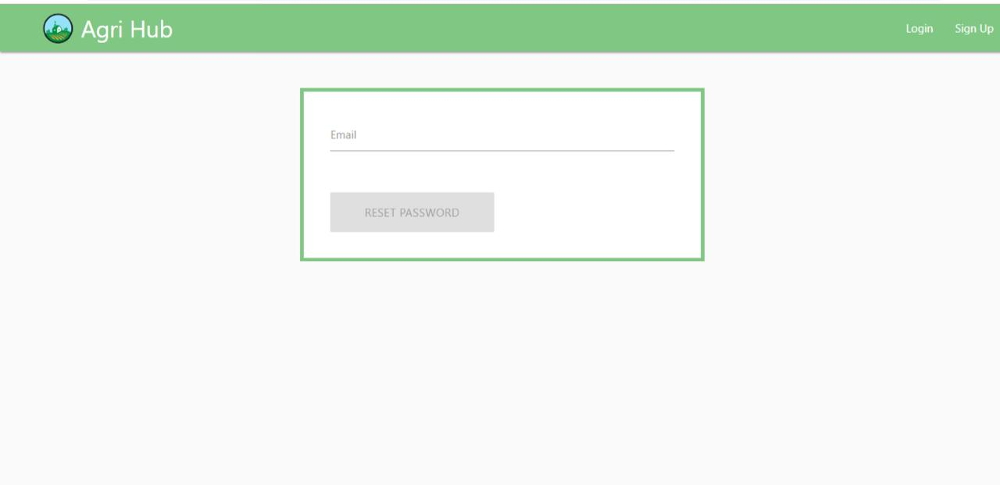 Agri Hub
Login
Sign Up
Email
RESET PASSWORD